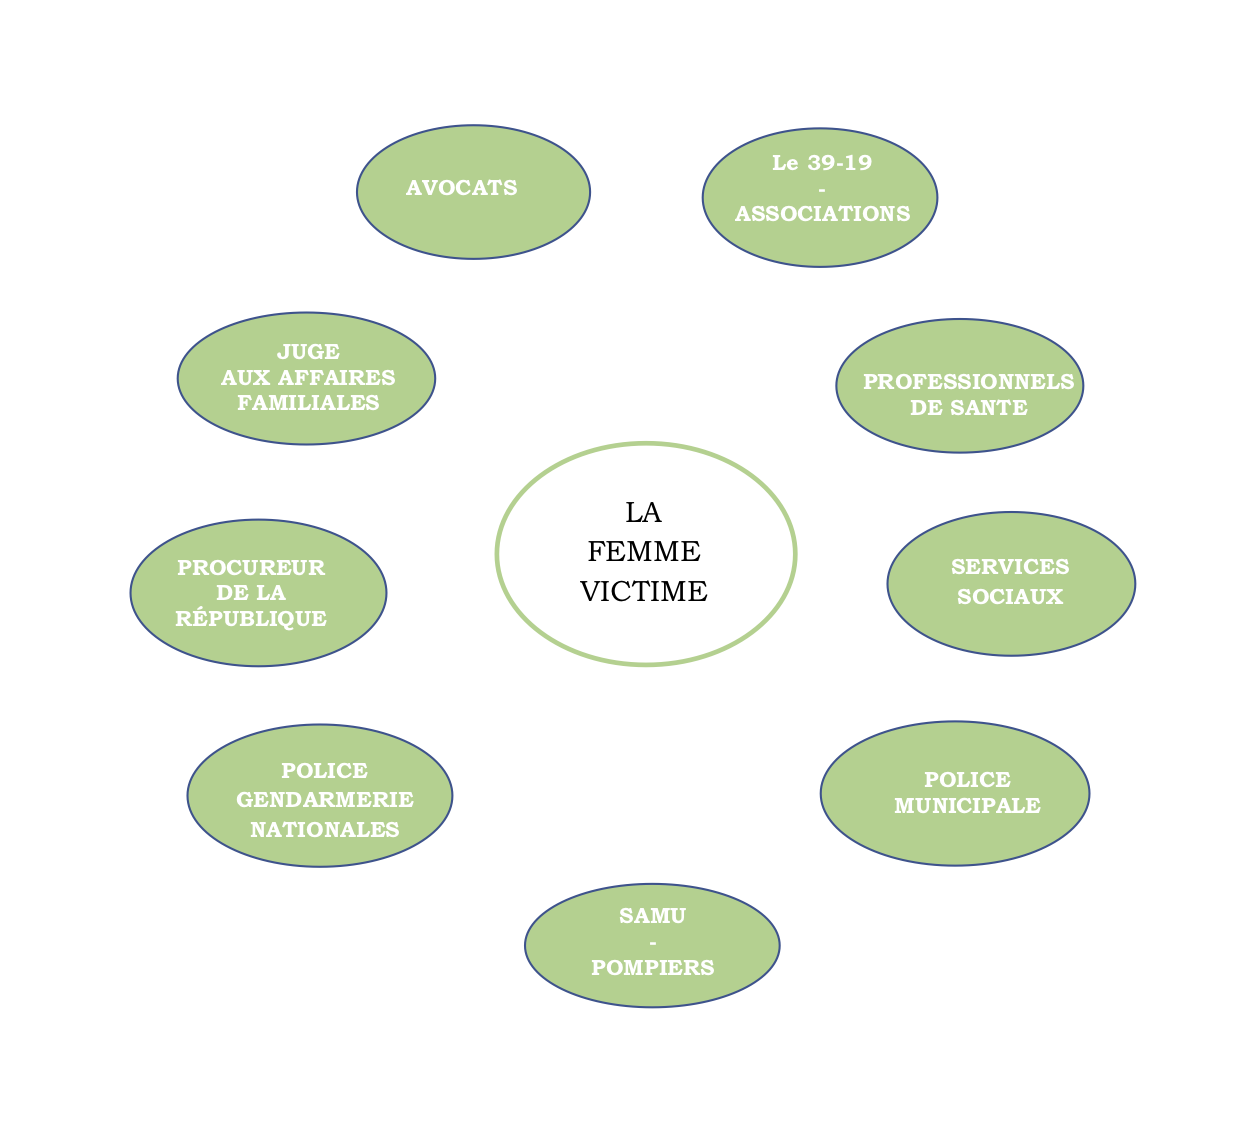 AVOCATS
Le 39-19
-
ASSOCIATIONS
JUGE
AUX AFFAIRES
FAMILIALES
PROFESSIONNELS
DE SANTE
LA
FEMME
VICTIME
PROCUREUR
DE LA
RÉPUBLIQUE
SERVICES
SOCIAUX
POLICE
GENDARMERIE
NATIONALES
POLICE
MUNICIPALE
SAMU
-
POMPIERS